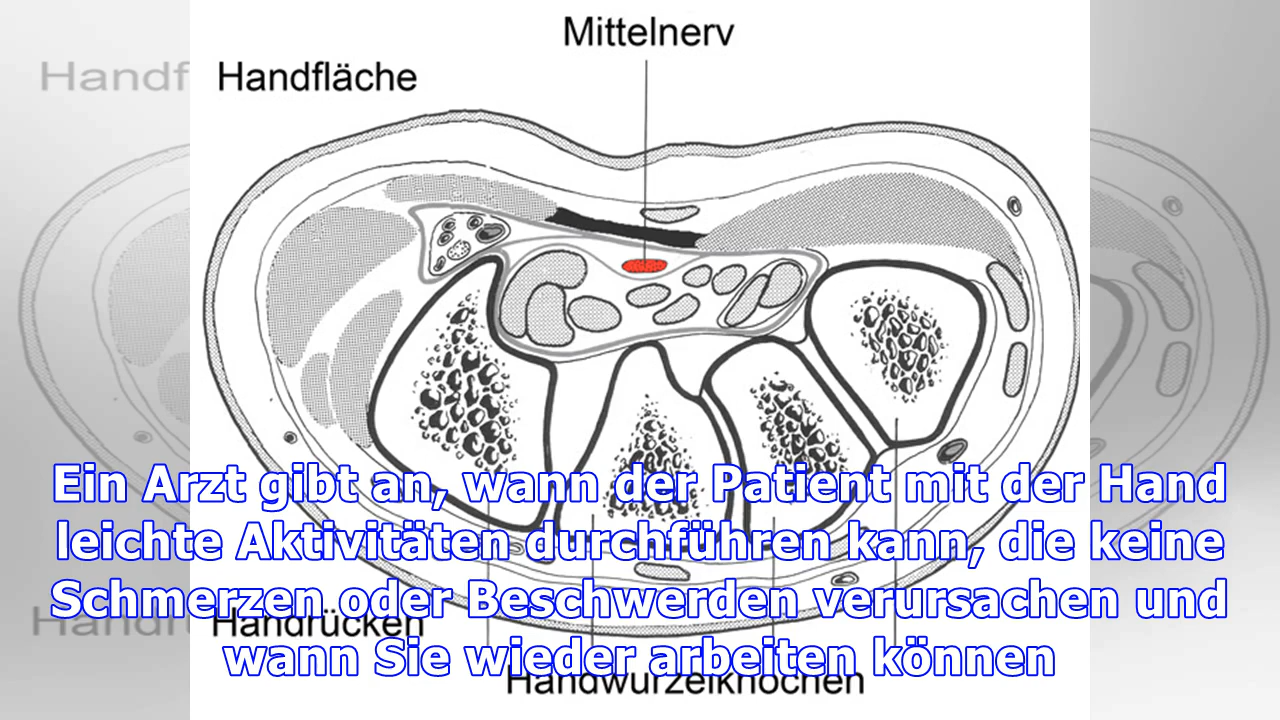 Mittelnerv
Handfläche
Handf
Ein Arzt gibt an, wann der Patient mit der Hand
leichte Aktivitäten durchführen kann, die keine
Schmerzen oder Beschwerden verursachen und
wann Sie wieder arbeiten können
Handrücken
Handwurzelknochen